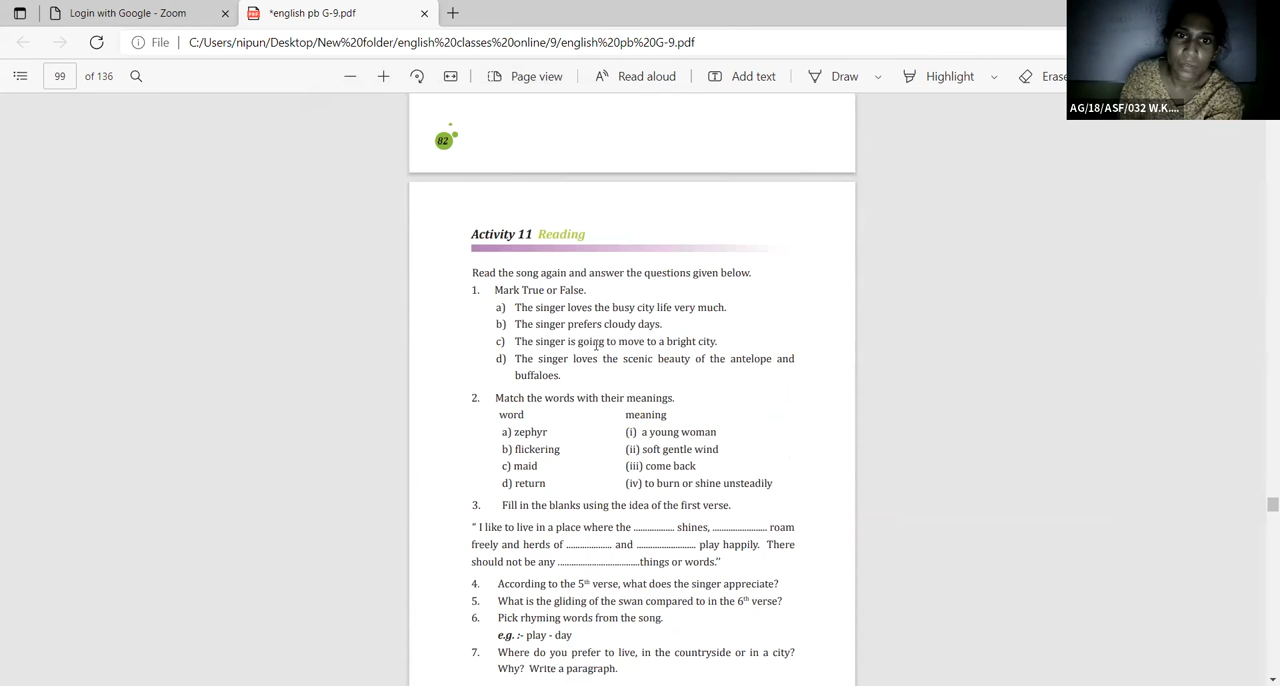 Login with Google - Zoom
*english pb G-9.pdf
File
C:/Users/nipun/Desktop/New%20folder/english%20classes%20online/9/english%20pb%20G-9.pdf
99 of 136
Page view
Read aloud
Add text
Draw
Highlight
Erase
AG/18/ASF/032 W.K....
82
Activity 11 Reading
Read the song again and answer the questions given below.
1. Mark True or False.
a) The singer loves the busy city life very much.
b) The singer prefers cloudy days.
c) The singer is going to move to a bright city.
d) The singer loves the scenic beauty of the antelope and
buffaloes.
2. Match the words with their meanings.
word meaning
a) zephyr (i) a young woman
b) flickering (ii) soft gentle wind
c) maid (iii) come back
d) return (iv) to burn or shine unsteadily
3. Fill in the blanks using the idea of the first verse.
“ I like to live in a place where the .................. shines, ........................ roam
freely and herds of .................... and .......................... play happily. There
should not be any ....................................things or words.”
4. According to the 5th verse, what does the singer appreciate?
5. What is the gliding of the swan compared to in the 6th verse?
6. Pick rhyming words from the song.
e.g. :- play - day
7. Where do you prefer to live, in the countryside or in a city?
Why? Write a paragraph.